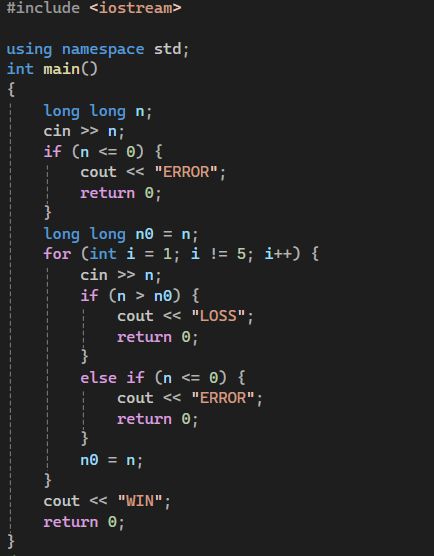 #include <iostream>

using namespace std;
int main()
{
    long long n;
    cin >> n;
    if (n <= 0) {
        cout << "ERROR";
        return 0;
    }
    long long n0 = n;
    for (int i = 1; i != 5; i++) {
        cin >> n;
        if (n > n0) {
            cout << "LOSS";
            return 0;
        }
        else if (n <= 0) {
            cout << "ERROR";
            return 0;
        }
        n0 = n;
    }
    cout << "WIN";
    return 0;
}